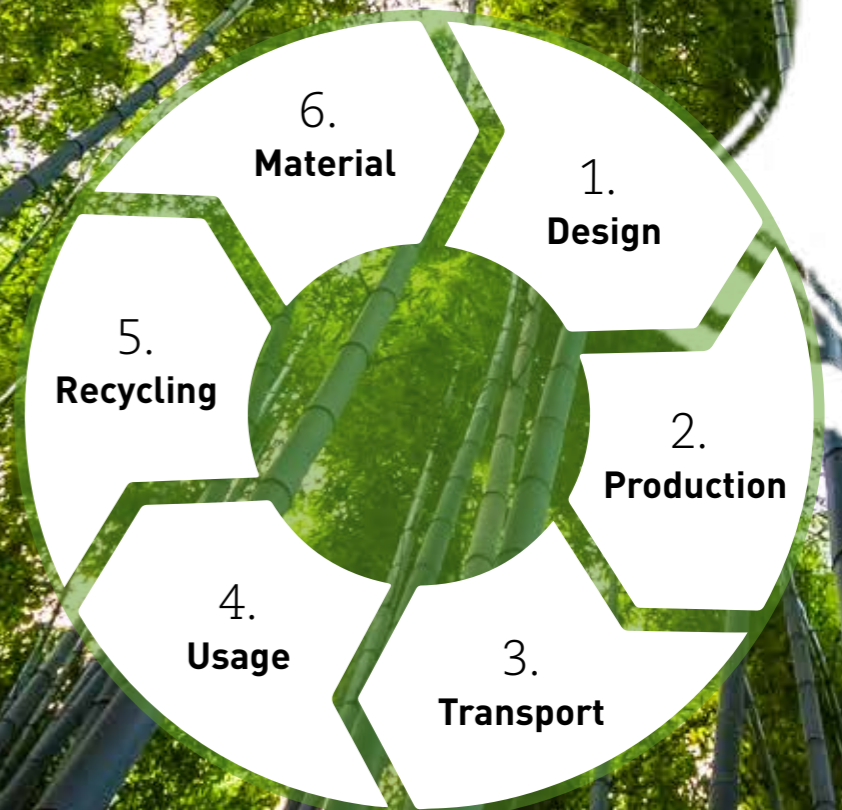 1.
Design
2.
Production
3.
Transport
4.
Usage
5.
Recycling
6.
Material